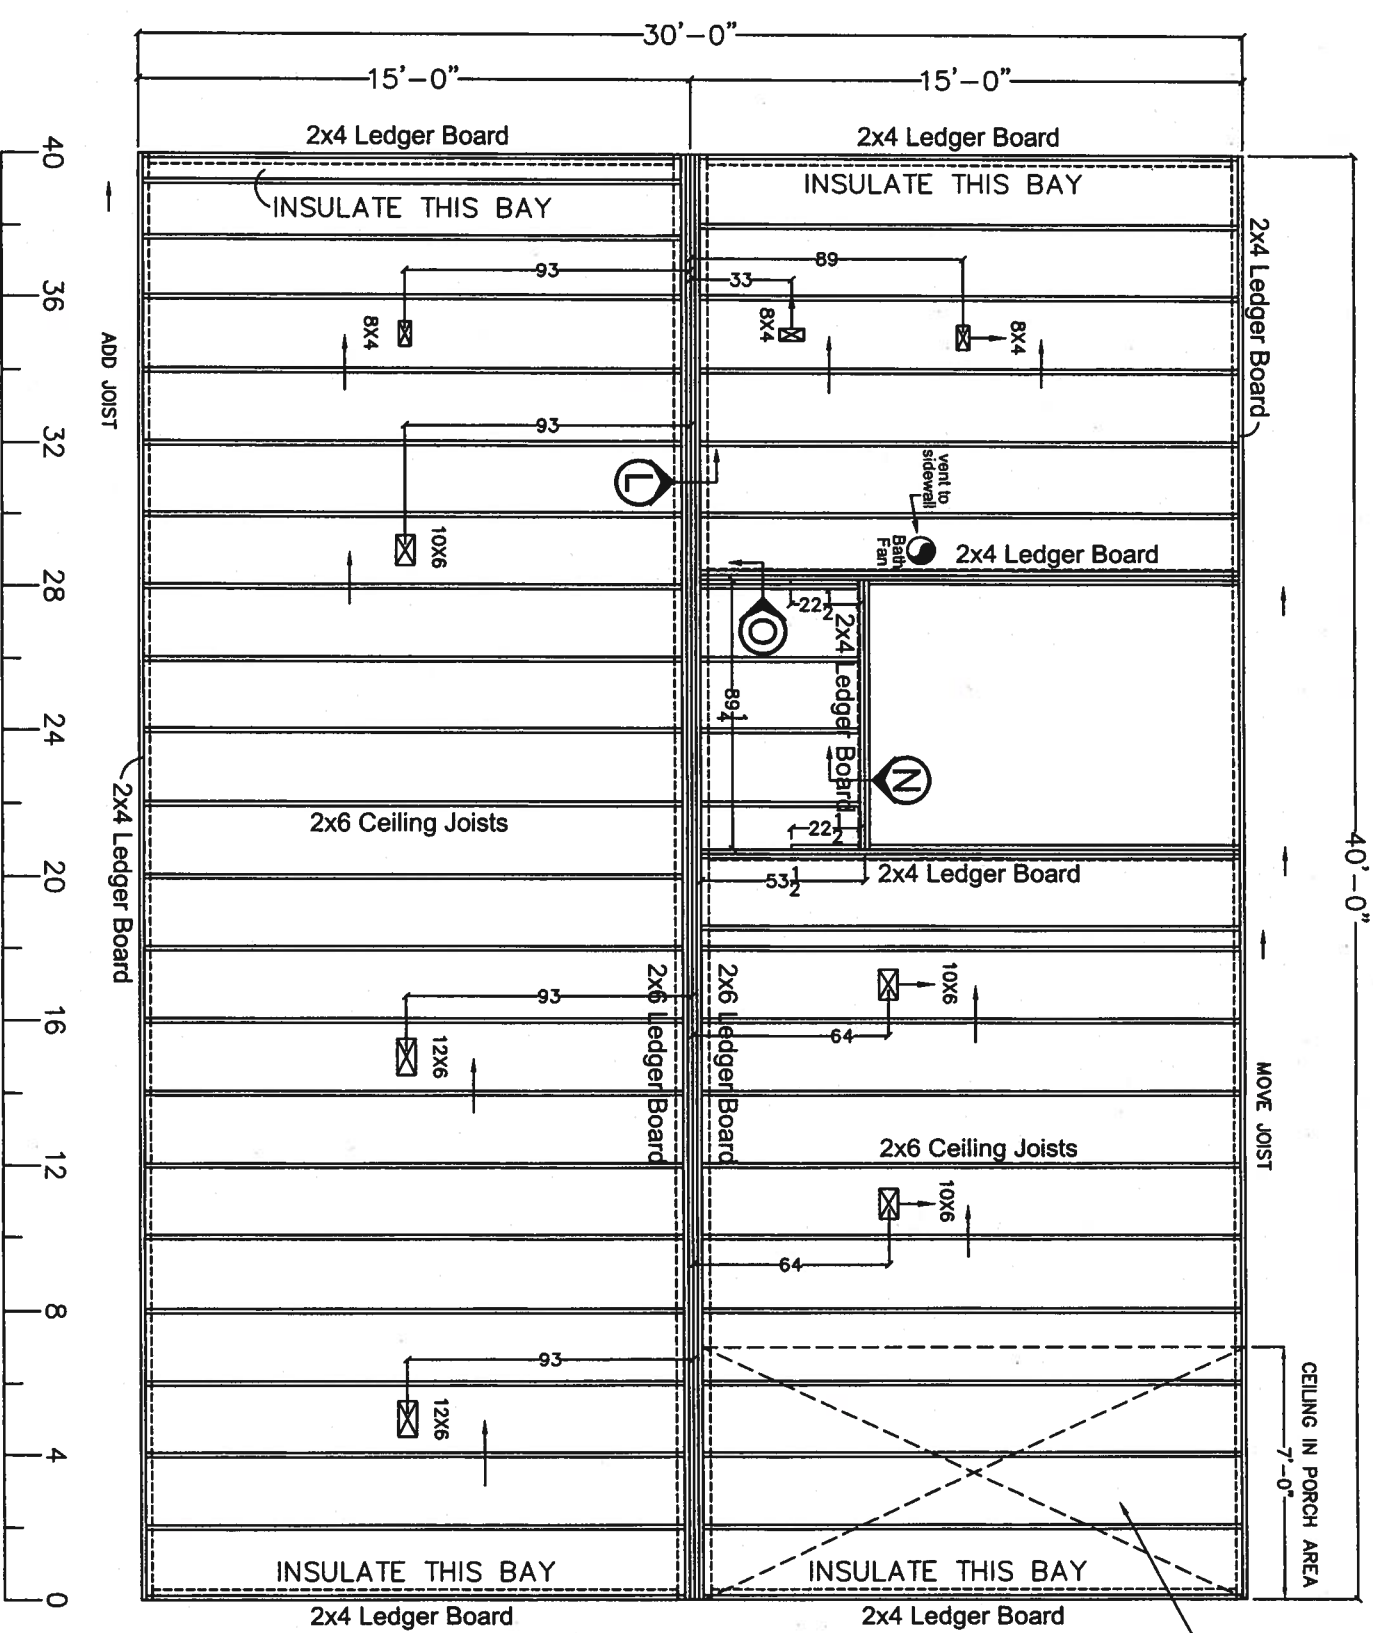 30'-0"
15'-0"
15'-0"
2x4 Ledger Board
2x4 Ledger Board
40
INSULATE THIS BAY
INSULATE THIS BAY
2x4 Ledger Board
93
33
89
36
8X4
8X4
8X4
ADD JOIST
93
32
L
vent to
sidewall
10X6
Bath
Fan
2x4 Ledger Board
28
22 1/2
O
2x4 Ledger Board
89 1/4
24
N
2x4 Ledger Board
2x6 Ceiling Joists
22 1/2
40'-0"
20
53 1/2
2x4 Ledger Board
10X6
2x6 Ledger Board
2x6 Ledger Board
93
16
64
12X6
MOVE JOIST
12
2x6 Ceiling Joists
10X6
64
8
93
12X6
CEILING IN PORCH AREA
7'-0"
4
INSULATE THIS BAY
INSULATE THIS BAY
0
2x4 Ledger Board
2x4 Ledger Board